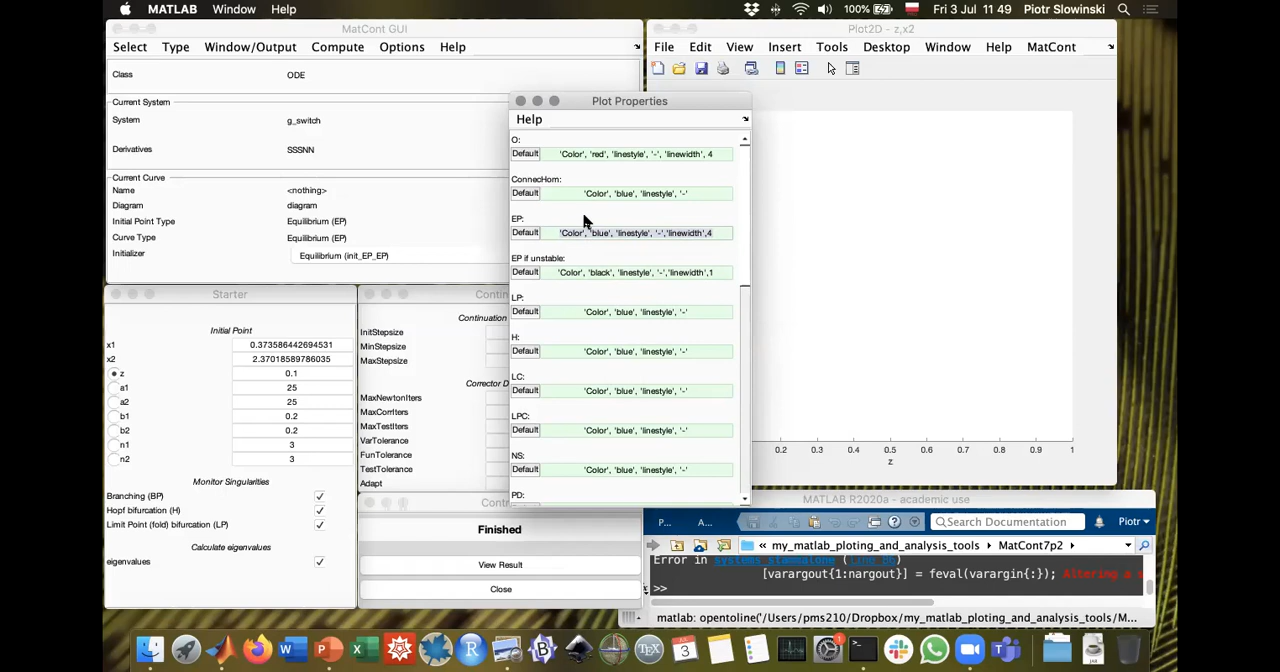 MATLAB Window Help
100% Fri 3 Jul 11 49 Piotr Slowinski
MatCont GUI
Select Type Window/Output Compute Options Help
Class ODE
Current System
System g_switch
Derivatives SSSNN
Current Curve
Name <nothing>
Diagram diagram
Initial Point Type Equilibrium (EP)
Curve Type Equilibrium (EP)
Initializer Equilibrium (init_EP_EP)
Plot2D - z,x2
File Edit View Insert Tools Desktop Window Help MatCont
0.2 0.3 0.4 0.5 0.6 0.7 0.8 0.9 1
z
Plot Properties
Help
O:
Default 'Color', 'red', 'linestyle', '-', 'linewidth', 4
ConnecHom:
Default 'Color', 'blue', 'linestyle', '-'
EP:
Default 'Color', 'blue', 'linestyle', '-','linewidth',4
EP if unstable:
Default 'Color', 'black', 'linestyle', '-','linewidth',1
LP:
Default 'Color', 'blue', 'linestyle', '-'
H:
Default 'Color', 'blue', 'linestyle', '-'
LC:
Default 'Color', 'blue', 'linestyle', '-'
LPC:
Default 'Color', 'blue', 'linestyle', '-'
NS:
Default 'Color', 'blue', 'linestyle', '-'
PD:
Starter
Initial Point
x1 0.373586442694531
x2 2.37018589786035
z 0.1
a1 25
a2 25
b1 0.2
b2 0.2
n1 3
n2 3
Monitor Singularities
Branching (BP)
Hopf bifurcation (H)
Limit Point (fold) bifurcation (LP)
Calculate eigenvalues
eigenvalues
Contin
Continuation
InitStepsize
MinStepsize
MaxStepsize
Corrector D
MaxNewtonIters
MaxCorrIters
MaxTestIters
VarTolerance
FunTolerance
TestTolerance
Adapt
Contr
Finished
View Result
Close
MATLAB R2020a - academic use
P... A... Search Documentation Piotr
« my_matlab_ploting_and_analysis_tools › MatCont7p2 ›
Error in systems_standalone (
[varargout{1:nargout}] = feval(varargin{:}); Altering a s
>>
matlab: opentoline('/Users/pms210/Dropbox/my_matlab_ploting_and_analysis_tools/M...